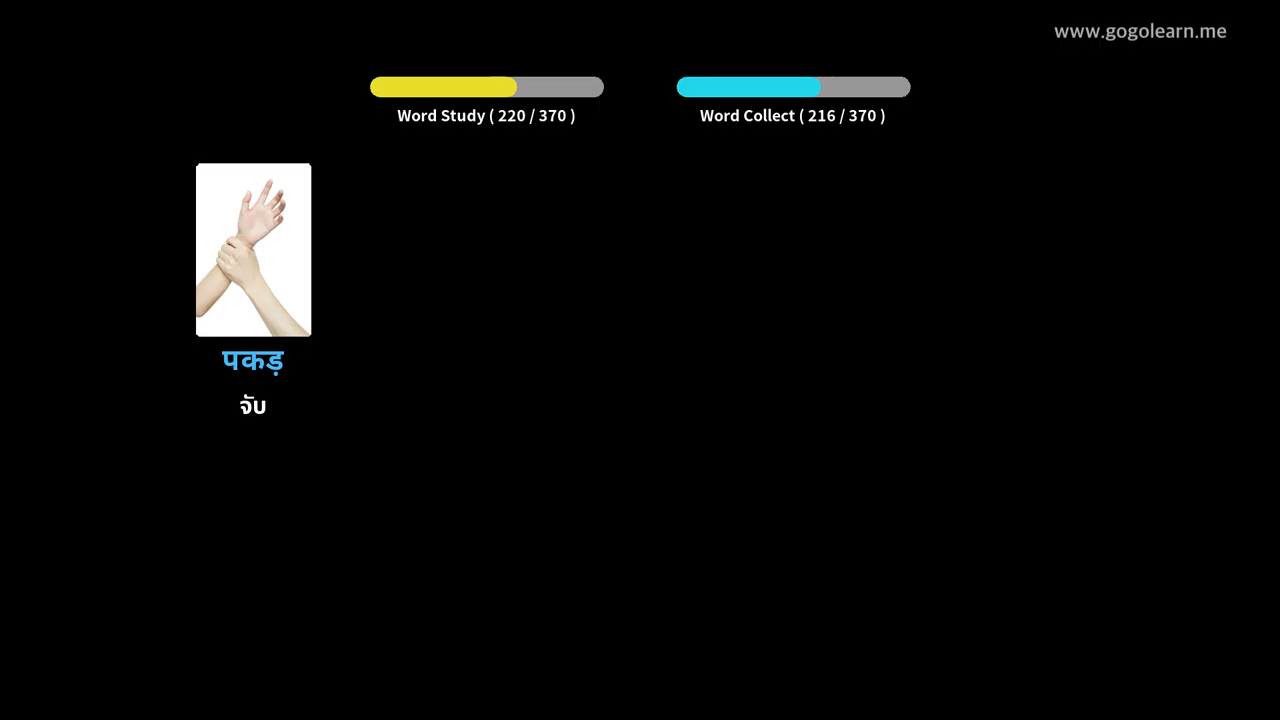 www.gogolearn.me
Word Study ( 220 / 370 )
Word Collect ( 216 / 370 )
पकड़
จับ